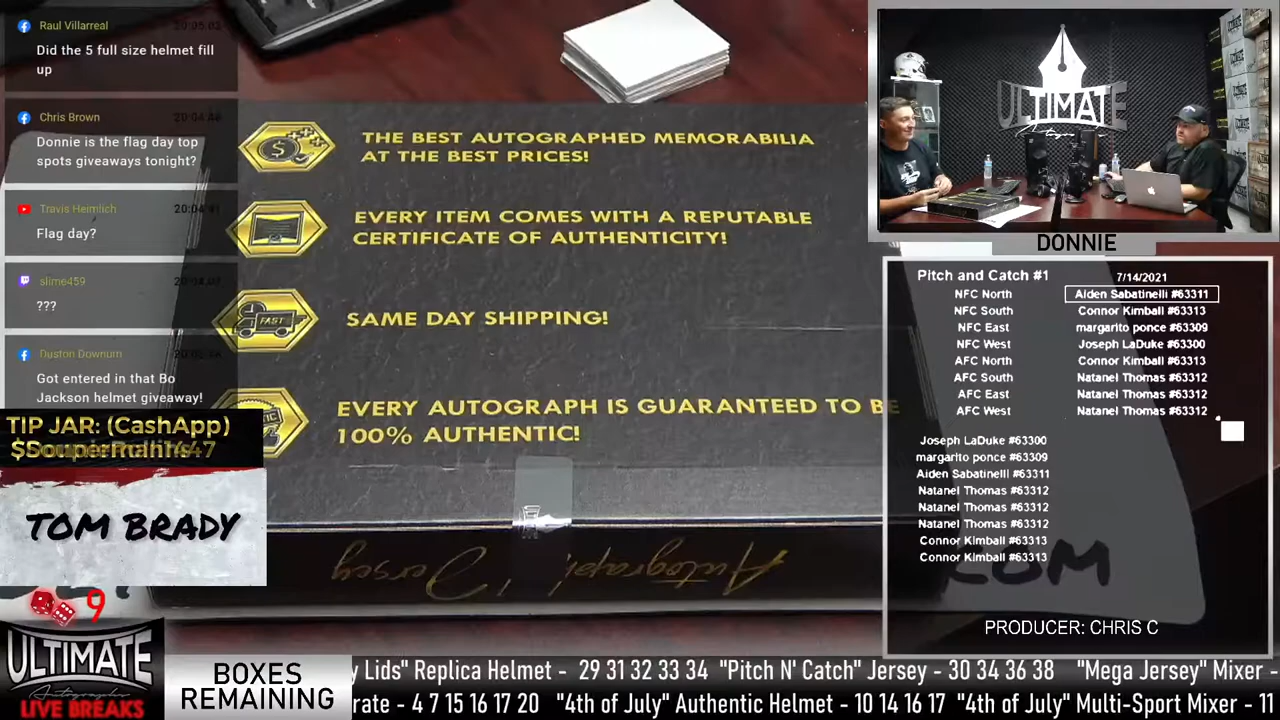 Raul Villarreal 20:05:02
Did the 5 full size helmet fill
up
Chris Brown
Donnie is the flag day top
spots giveaways tonight?
Travis Heimlich
Flag day?
slime459
???
Duston Downum
Got entered in that Bo
Jackson helmet giveaway!
TIP JAR: (CashApp)
TOM BRADY
9
ULTIMATE
Autographs
LIVE BREAKS
THE BEST AUTOGRAPHED MEMORABILIA
AT THE BEST PRICES!
EVERY ITEM COMES WITH A REPUTABLE
CERTIFICATE OF AUTHENTICITY!
FAST
SAME DAY SHIPPING!
EVERY AUTOGRAPH IS GUARANTEED TO BE
100% AUTHENTIC!
Autograph Jersey
ULTIMATE
DONNIE
Pitch and Catch #1 7/14/2021
NFC North Aiden Sabatinelli #63311
NFC South Connor Kimball #63313
NFC East margarito ponce #63309
NFC West Joseph LaDuke #63300
AFC North Connor Kimball #63313
AFC South Natanel Thomas #63312
AFC East Natanel Thomas #63312
AFC West Natanel Thomas #63312
Joseph LaDuke #63300
margarito ponce #63309
Aiden Sabatinelli #63311
Natanel Thomas #63312
Natanel Thomas #63312
Natanel Thomas #63312
Connor Kimball #63313
Connor Kimball #63313
COM
PRODUCER: CHRIS C
BOXES
REMAINING
y Lids" Replica Helmet - 29 31 32 33 34 "Pitch N' Catch" Jersey - 30 34 36 38 "Mega Jersey" Mixer -
rate - 4 7 15 16 17 20 "4th of July" Authentic Helmet - 10 14 16 17 "4th of July" Multi-Sport Mixer - 11